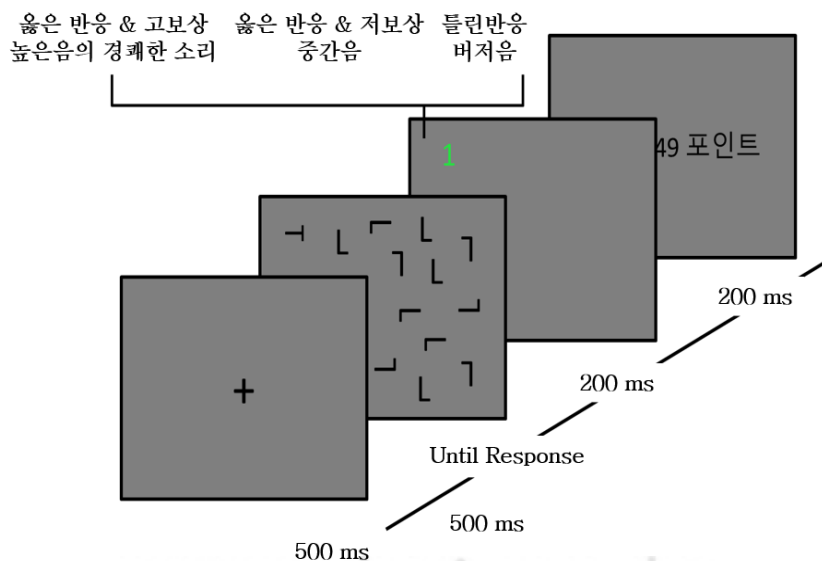 옳은 반응 & 고보상
높은음의 경쾌한 소리
옳은 반응 & 저보상
중간음
틀린반응
버저음
1
49 포인트
200 ms
200 ms
Until Response
500 ms
500 ms